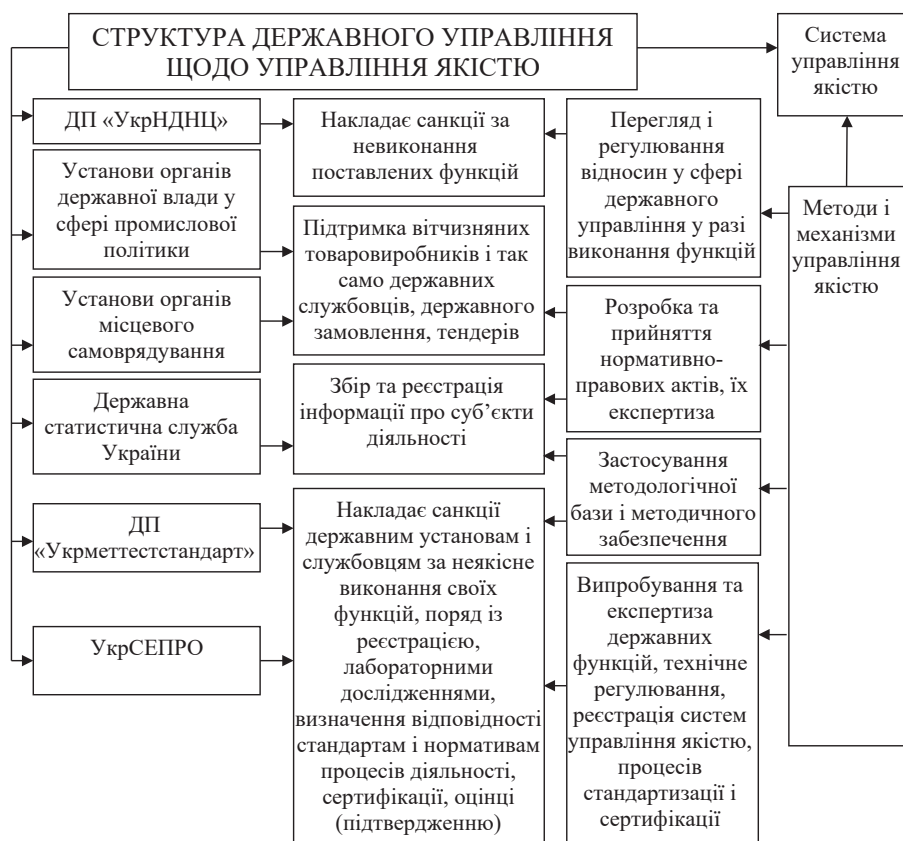 СТРУКТУРА ДЕРЖАВНОГО УПРАВЛІННЯ
ЩОДО УПРАВЛІННЯ ЯКІСТЮ
Система
управління
якістю
ДП «УкрНДНЦ»
Установи органів
державної влади у
сфері промислової
політики
Установи органів
місцевого
самоврядування
Державна
статистична служба
України
ДП
«Укрметтестстандарт»
УкрСЕПРО
Накладає санкції за
невиконання
поставлених функцій
Підтримка вітчизняних
товаровиробників і так
само державних
службовців, державного
замовлення, тендерів
Збір та реєстрація
інформації про суб’єкти
діяльності
Накладає санкції
державним установам і
службовцям за неякісне
виконання своїх
функцій, поряд із
реєстрацією,
лабораторними
дослідженнями,
визначення відповідності
стандартам і нормативам
процесів діяльності,
сертифікації, оцінці
(підтвердженню)
Перегляд і
регулювання
відносин у сфері
державного
управління у разі
виконання функцій
Розробка та
прийняття
нормативно-
правових актів, їх
експертиза
Застосування
методологічної
бази і методичного
забезпечення
Випробування та
експертиза
державних
функцій, технічне
регулювання,
реєстрація систем
управління якістю,
процесів
стандартизації і
сертифікації
Методи і
механізми
управління
якістю